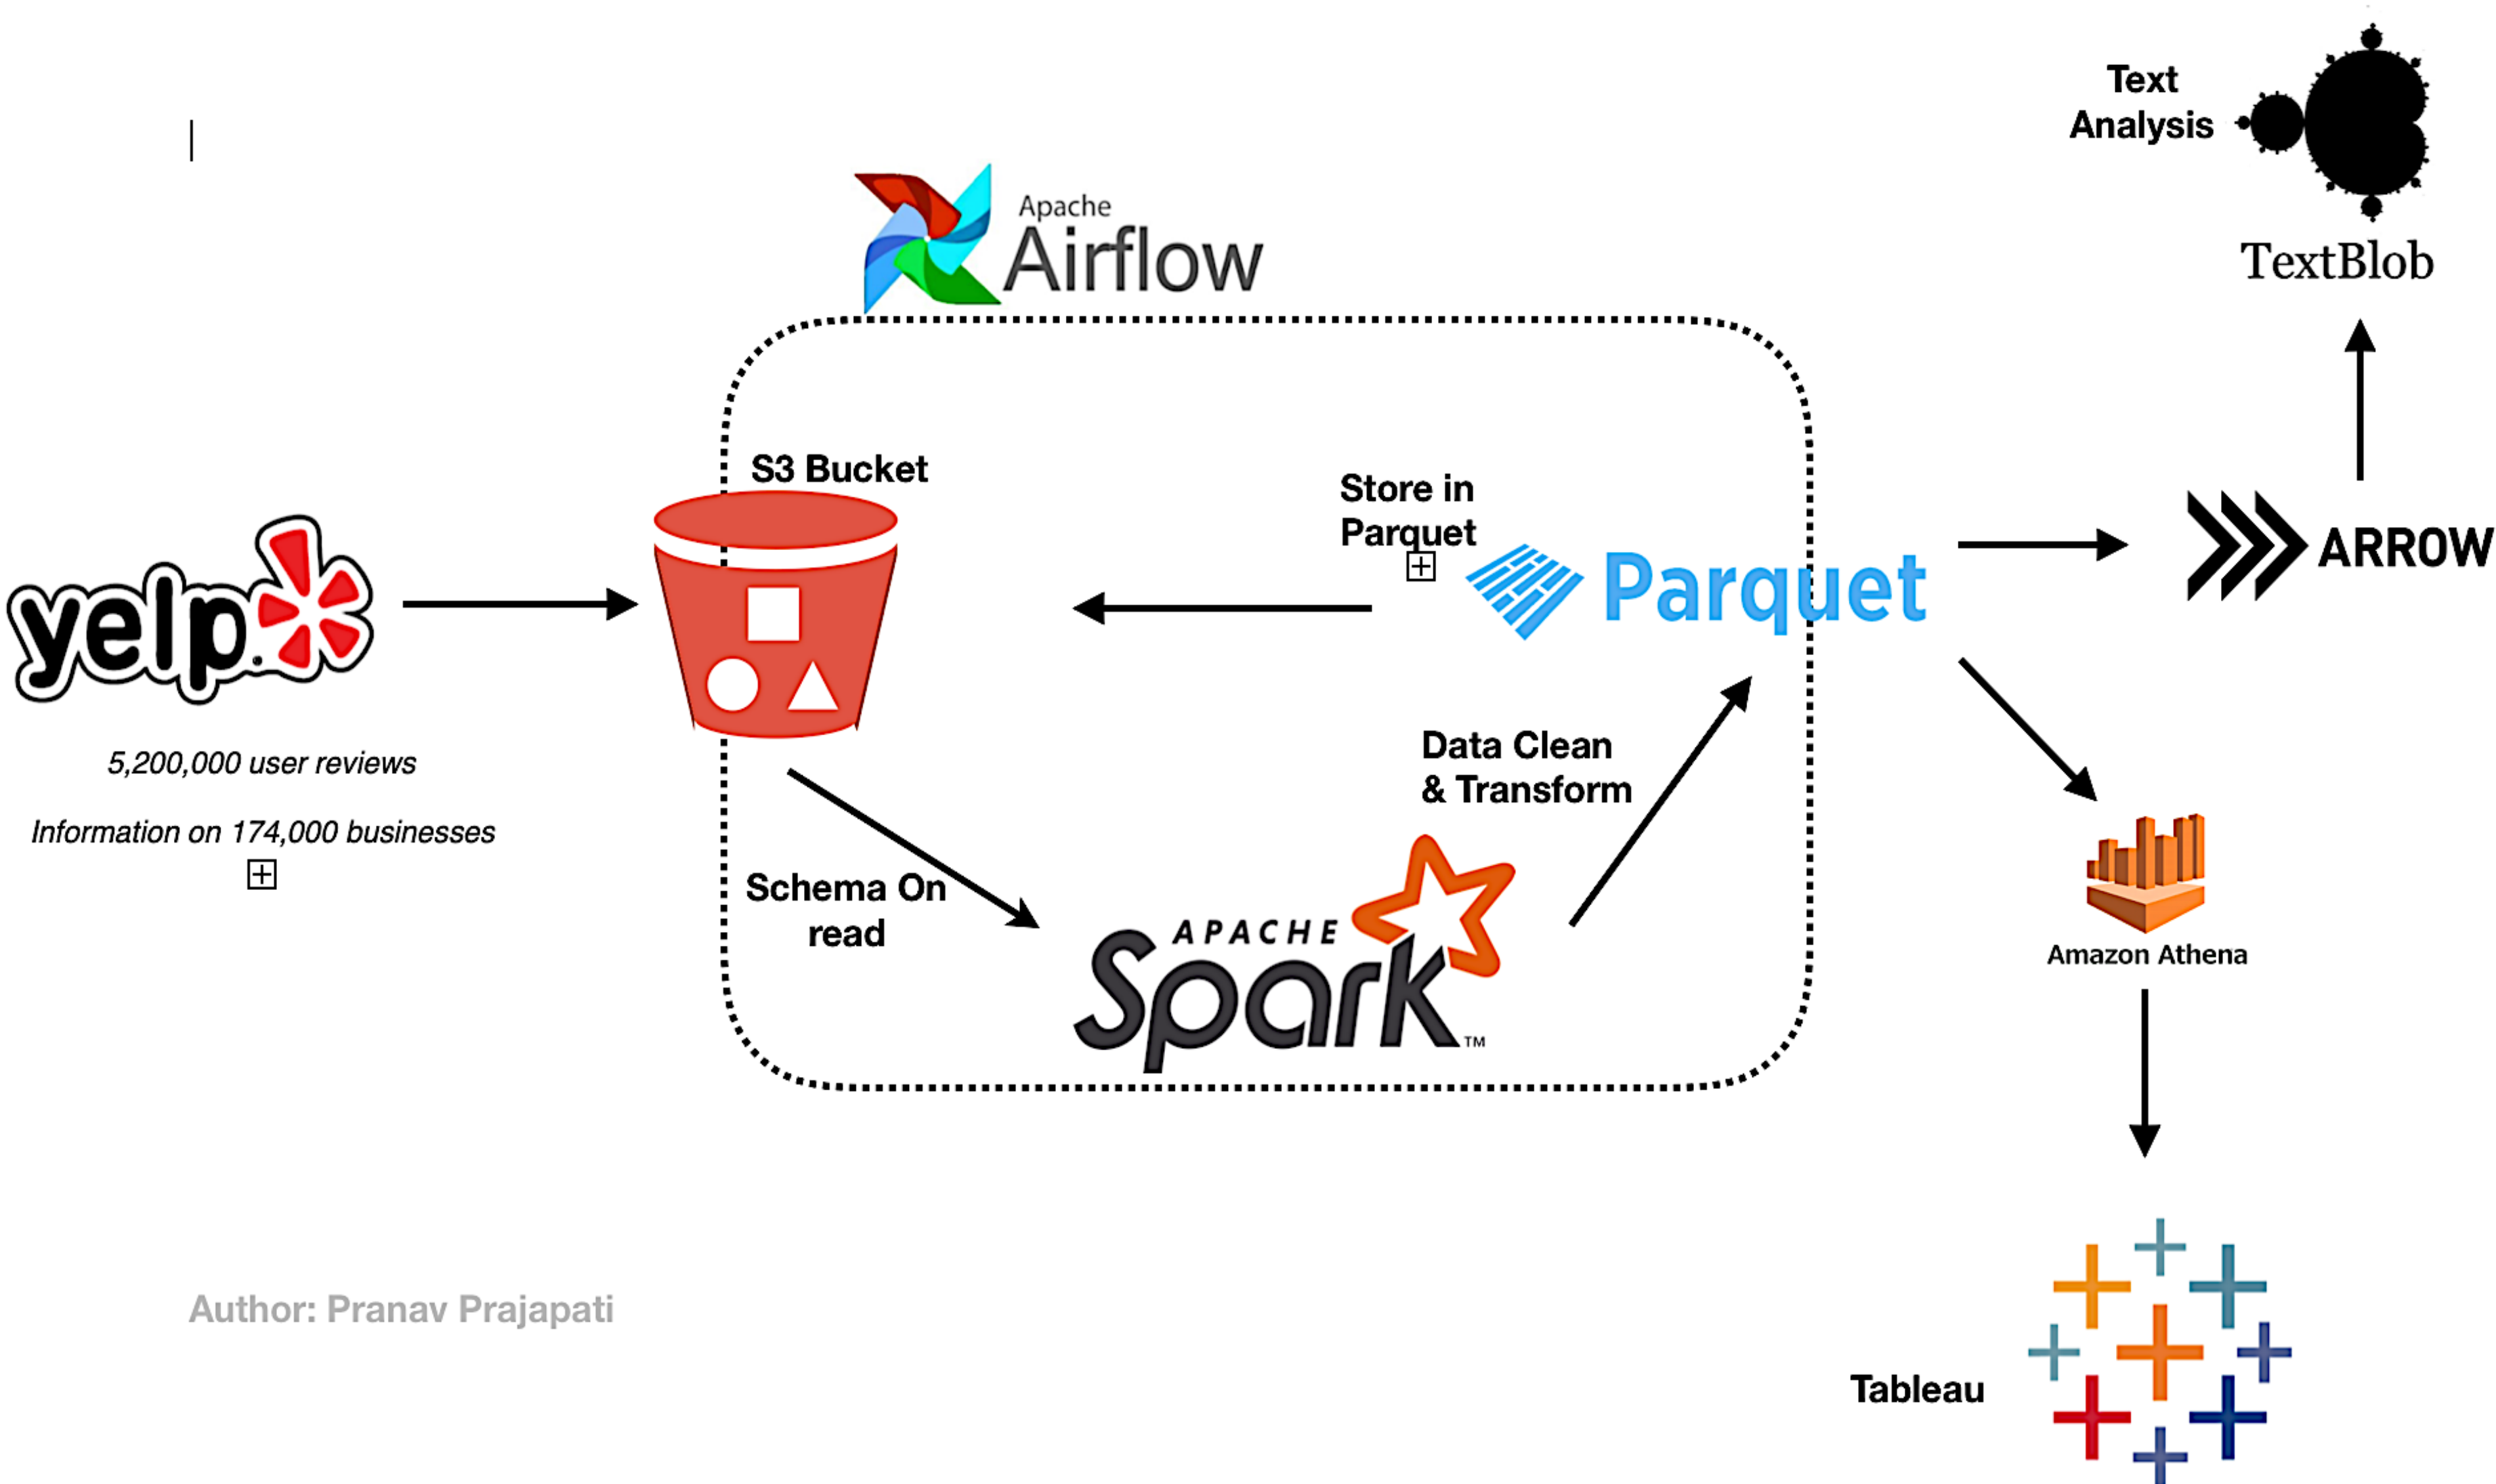 Text
Analysis
TextBlob
Apache
Airflow
S3 Bucket
Store in
Parquet
Parquet
ARROW
yelp
5,200,000 user reviews
Information on 174,000 businesses
Data Clean
& Transform
Schema On
read
APACHE
Spark™
Amazon Athena
Author: Pranav Prajapati
Tableau